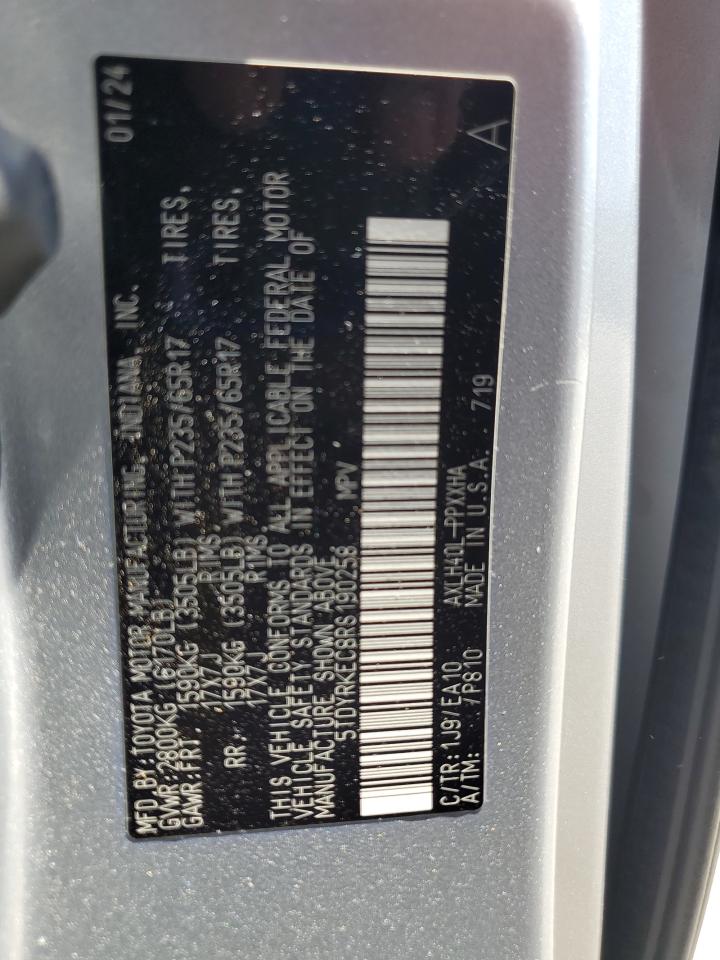 MFD. BY: TOYOTA MOTOR MANUFACTURING, INDIANA, INC. 01/24
GVWR: 2800KG (6170LB)
GAWR: FRT 1590KG (3505LB) WITH P235/65R17 TIRES,
17X7J RIMS
RR: 1590KG (3505LB) WITH P235/65R17 TIRES,
17X7J RIMS
THIS VEHICLE CONFORMS TO ALL APPLICABLE FEDERAL MOTOR
VEHICLE SAFETY STANDARDS IN EFFECT ON THE DATE OF
MANUFACTURE SHOWN ABOVE.
5TDYRKEC8RS190258 MPV
C/TR: 1J9/EA10 AXLH40L-PPXXHA
A/TM: /P810 MADE IN U.S.A. 719 A